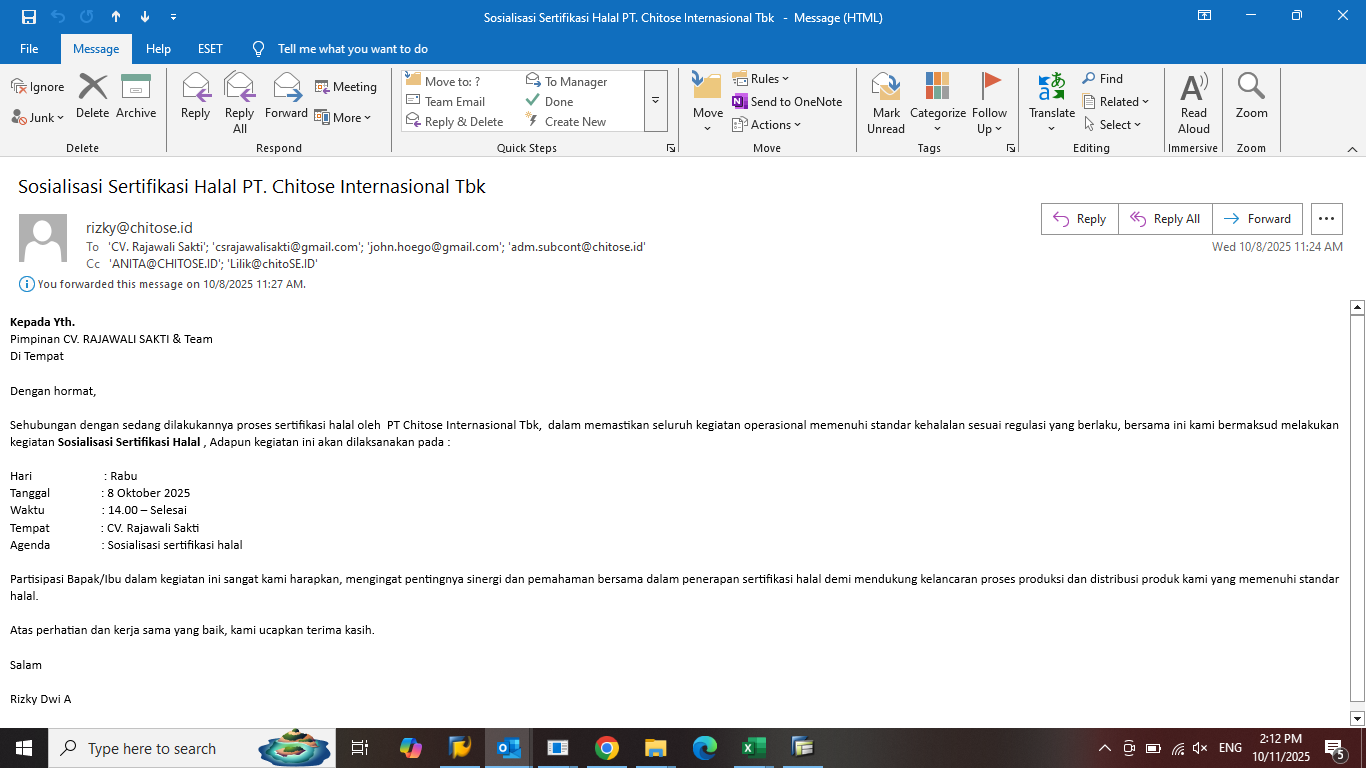 Sosialisasi Sertifikasi Halal PT. Chitose Internasional Tbk - Message (HTML)
File Message Help ESET Tell me what you want to do
Ignore
Junk
Delete
Archive
Delete
Reply
Reply All
Forward
Meeting
More
Respond
Move to: ?
Team Email
Reply & Delete
To Manager
Done
Create New
Quick Steps
Move
Rules
Send to OneNote
Actions
Move
Mark Unread
Categorize
Follow Up
Tags
Translate
Find
Related
Select
Editing
Read Aloud
Immersive
Zoom
Zoom
Sosialisasi Sertifikasi Halal PT. Chitose Internasional Tbk
rizky@chitose.id
To 'CV. Rajawali Sakti'; 'csrajawalisakti@gmail.com'; 'john.hoego@gmail.com'; 'adm.subcont@chitose.id'
Cc 'ANITA@CHITOSE.ID'; 'Lilik@chitoSE.ID'
Reply Reply All Forward
Wed 10/8/2025 11:24 AM
You forwarded this message on 10/8/2025 11:27 AM.
Kepada Yth.
Pimpinan CV. RAJAWALI SAKTI & Team
Di Tempat
Dengan hormat,
Sehubungan dengan sedang dilakukannya proses sertifikasi halal oleh PT Chitose Internasional Tbk, dalam memastikan seluruh kegiatan operasional memenuhi standar kehalalan sesuai regulasi yang berlaku, bersama ini kami bermaksud melakukan
kegiatan Sosialisasi Sertifikasi Halal , Adapun kegiatan ini akan dilaksanakan pada :
Hari : Rabu
Tanggal : 8 Oktober 2025
Waktu : 14.00 – Selesai
Tempat : CV. Rajawali Sakti
Agenda : Sosialisasi sertifikasi halal
Partisipasi Bapak/Ibu dalam kegiatan ini sangat kami harapkan, mengingat pentingnya sinergi dan pemahaman bersama dalam penerapan sertifikasi halal demi mendukung kelancaran proses produksi dan distribusi produk kami yang memenuhi standar
halal.
Atas perhatian dan kerja sama yang baik, kami ucapkan terima kasih.
Salam
Rizky Dwi A
Type here to search
ENG
2:12 PM
10/11/2025
5